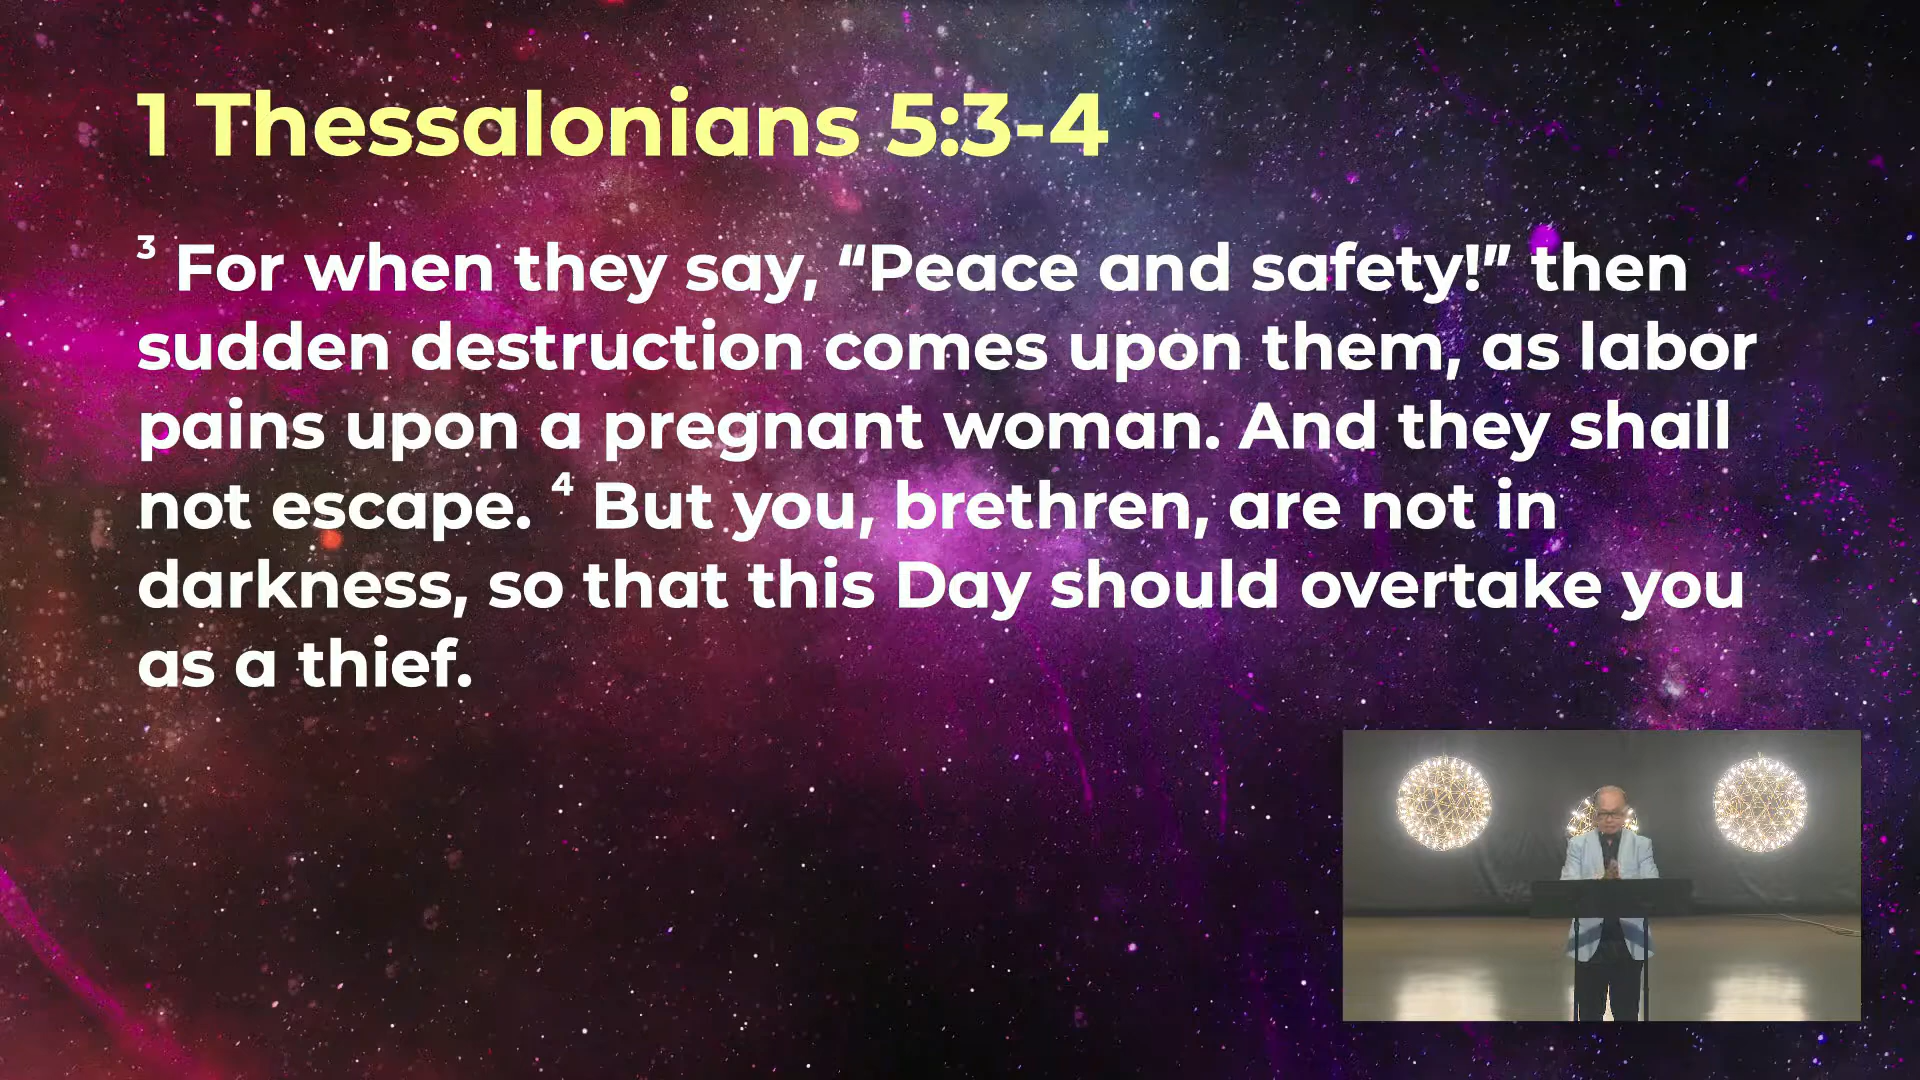 1 Thessalonians 5:3-4
3 For when they say, “Peace and safety!” then
sudden destruction comes upon them, as labor
pains upon a pregnant woman. And they shall
not escape. 4 But you, brethren, are not in
darkness, so that this Day should overtake you
as a thief.